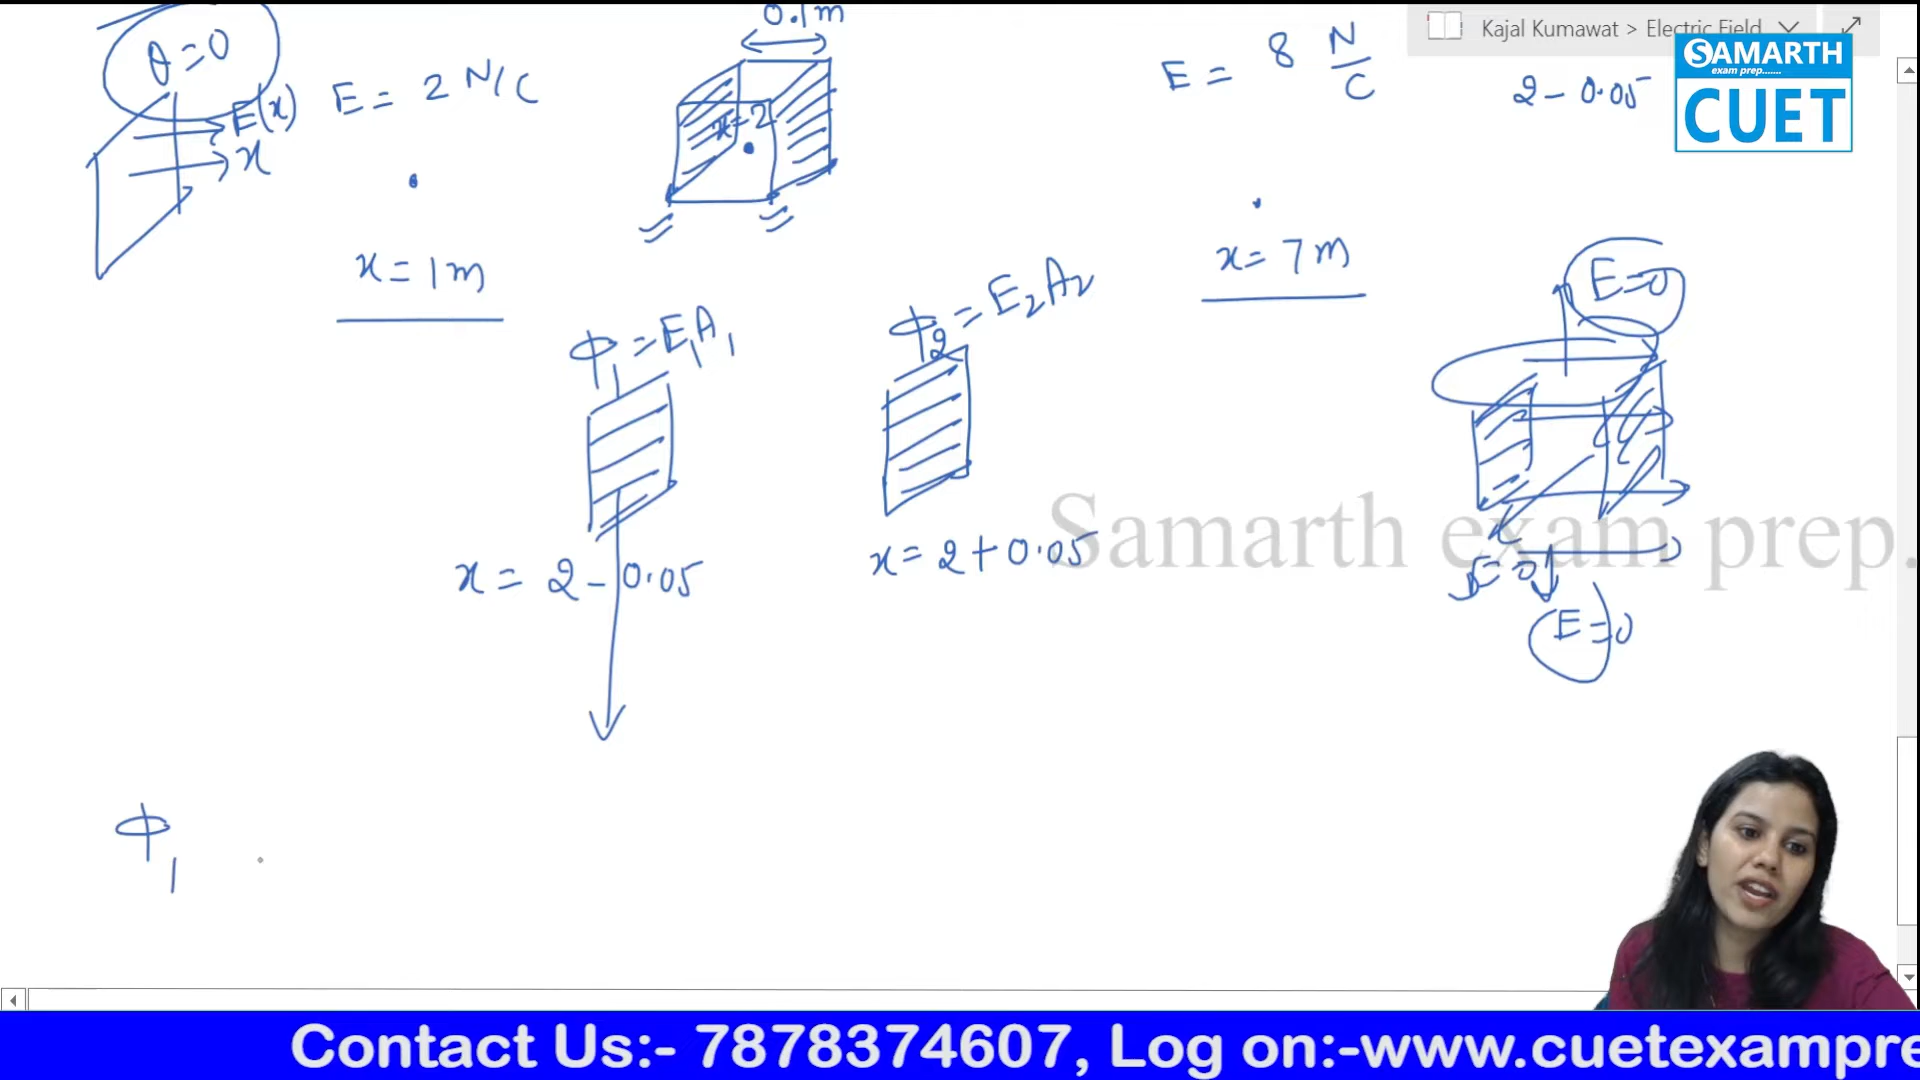 θ=0
E(x)
x
E = 2 N/C
x = 1m
0.1m
x=2
E = 8 N/C
2 - 0.05
x = 7m
Kajal Kumawat > Electric Field
SAMARTH
exam prep.......
CUET
ϕ1 = E1A1
x = 2 - 0.05
ϕ2 = E2A2
x = 2 + 0.05
E=0
E=0
E=0
Samarth exam prep.
ϕ1
Contact Us:- 7878374607, Log on:-www.cuetexampre